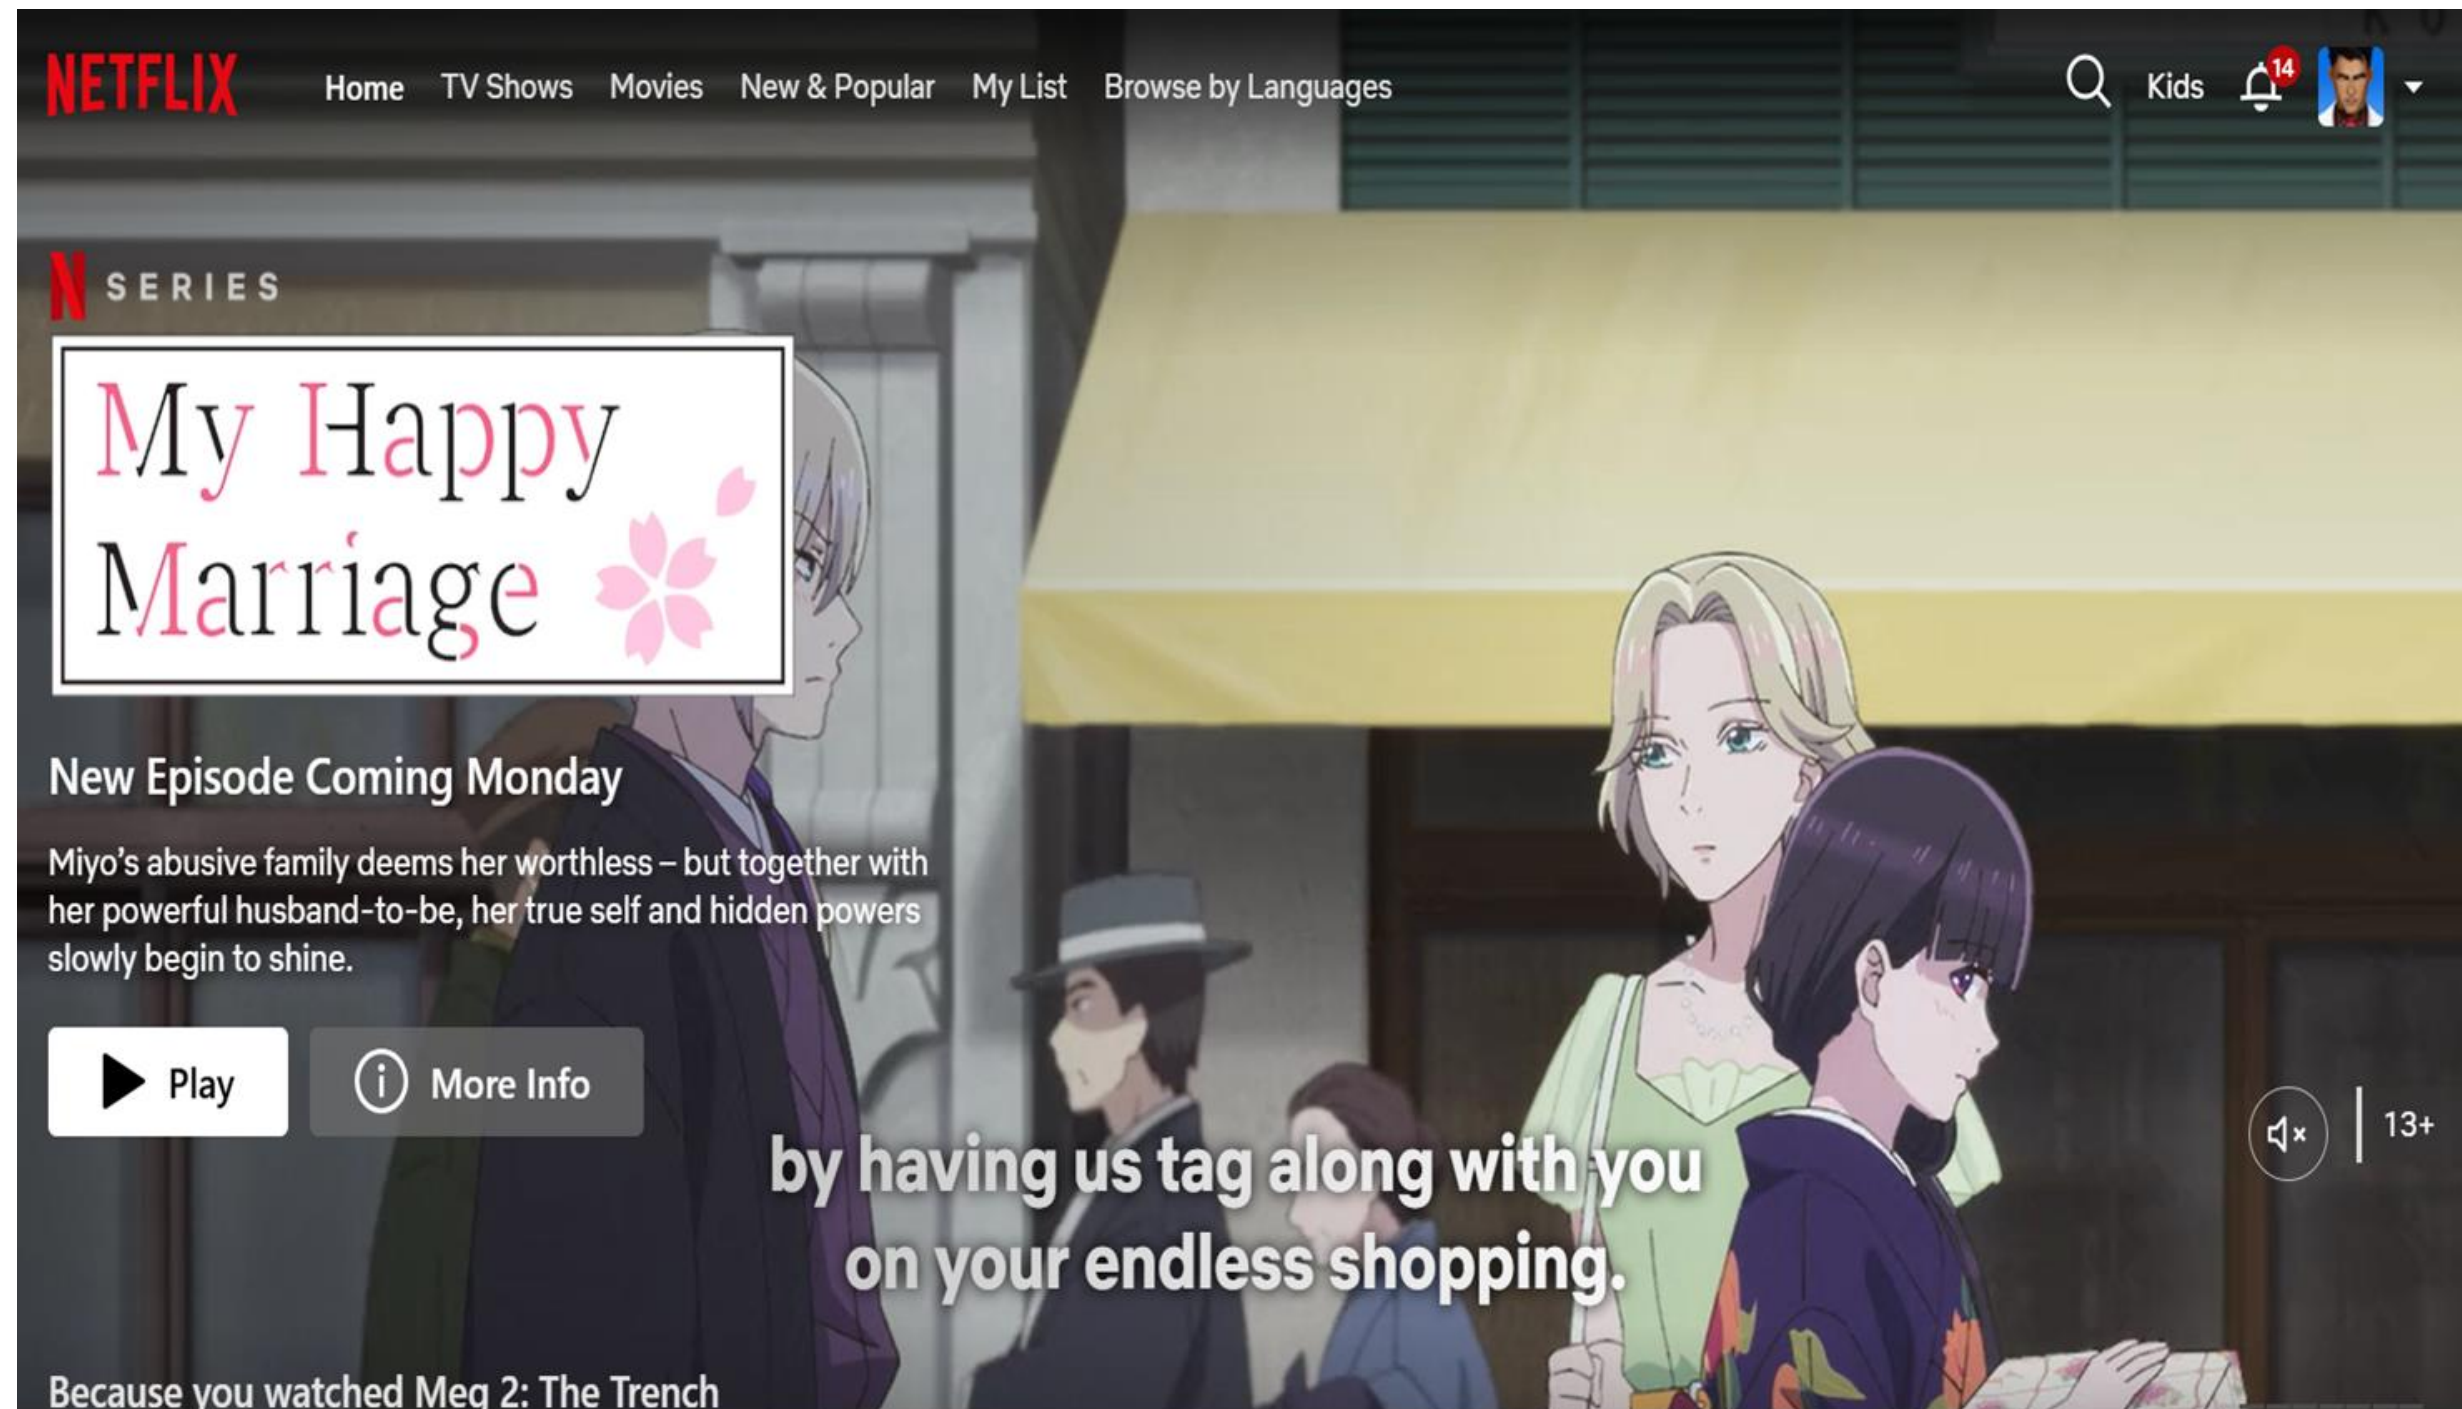 NETFLIX Home TV Shows Movies New & Popular My List Browse by Languages Kids 14
N SERIES
My Happy
Marriage
New Episode Coming Monday
Miyo's abusive family deems her worthless – but together with
her powerful husband-to-be, her true self and hidden powers
slowly begin to shine.
Play More Info
13+
by having us tag along with you
on your endless shopping.
Because you watched Meg 2: The Trench